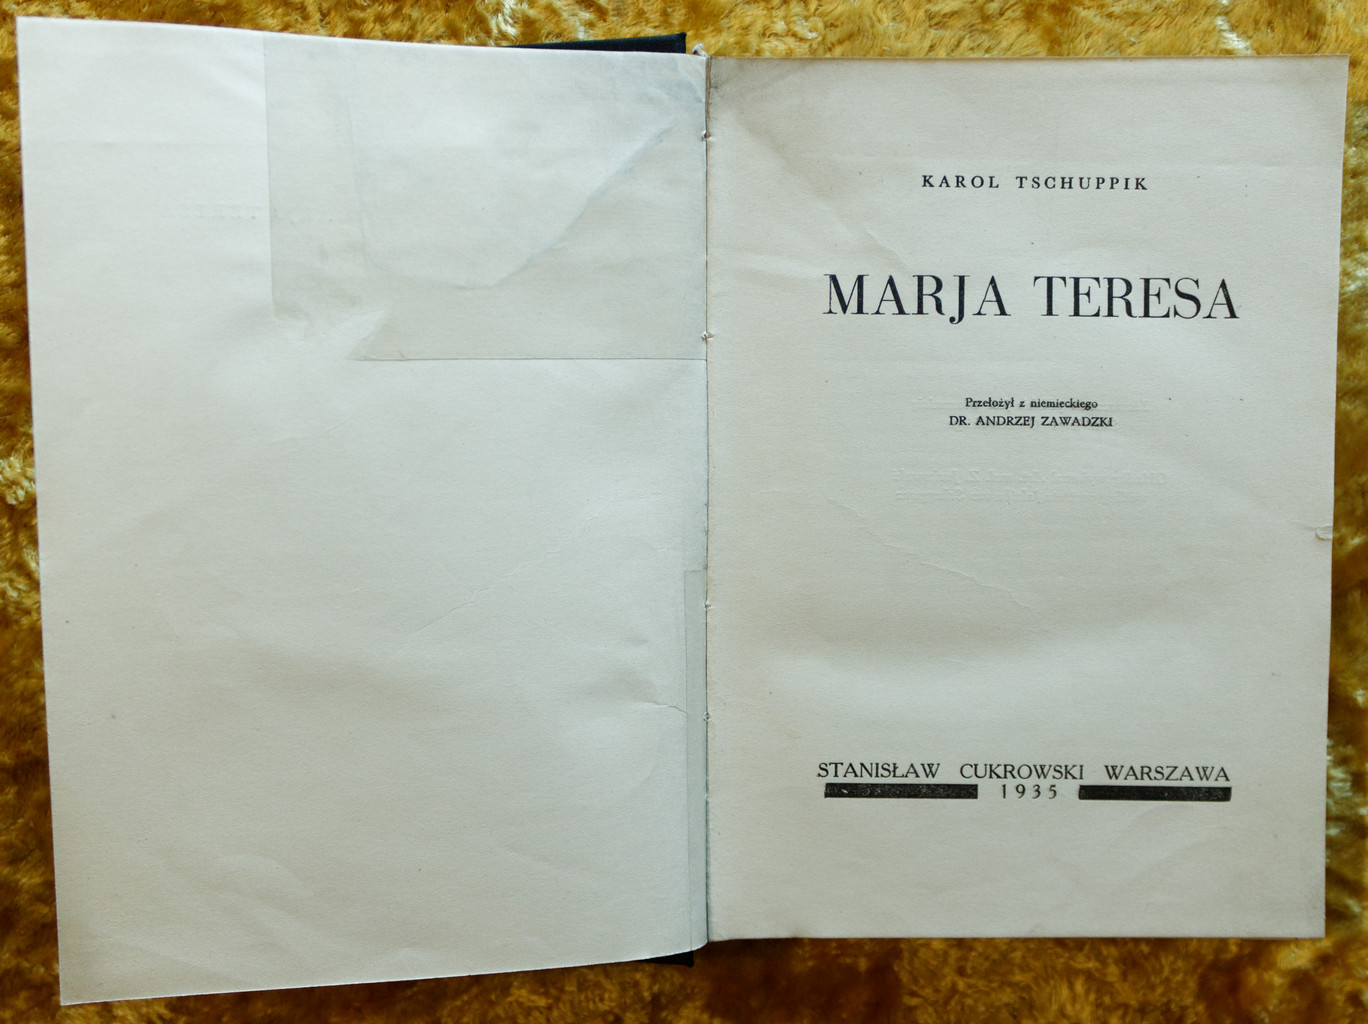 KAROL TSCHUPPIK
MARJA TERESA
Przełożył z niemieckiego
DR. ANDRZEJ ZAWADZKI
STANISŁAW CUKROWSKI WARSZAWA
1935